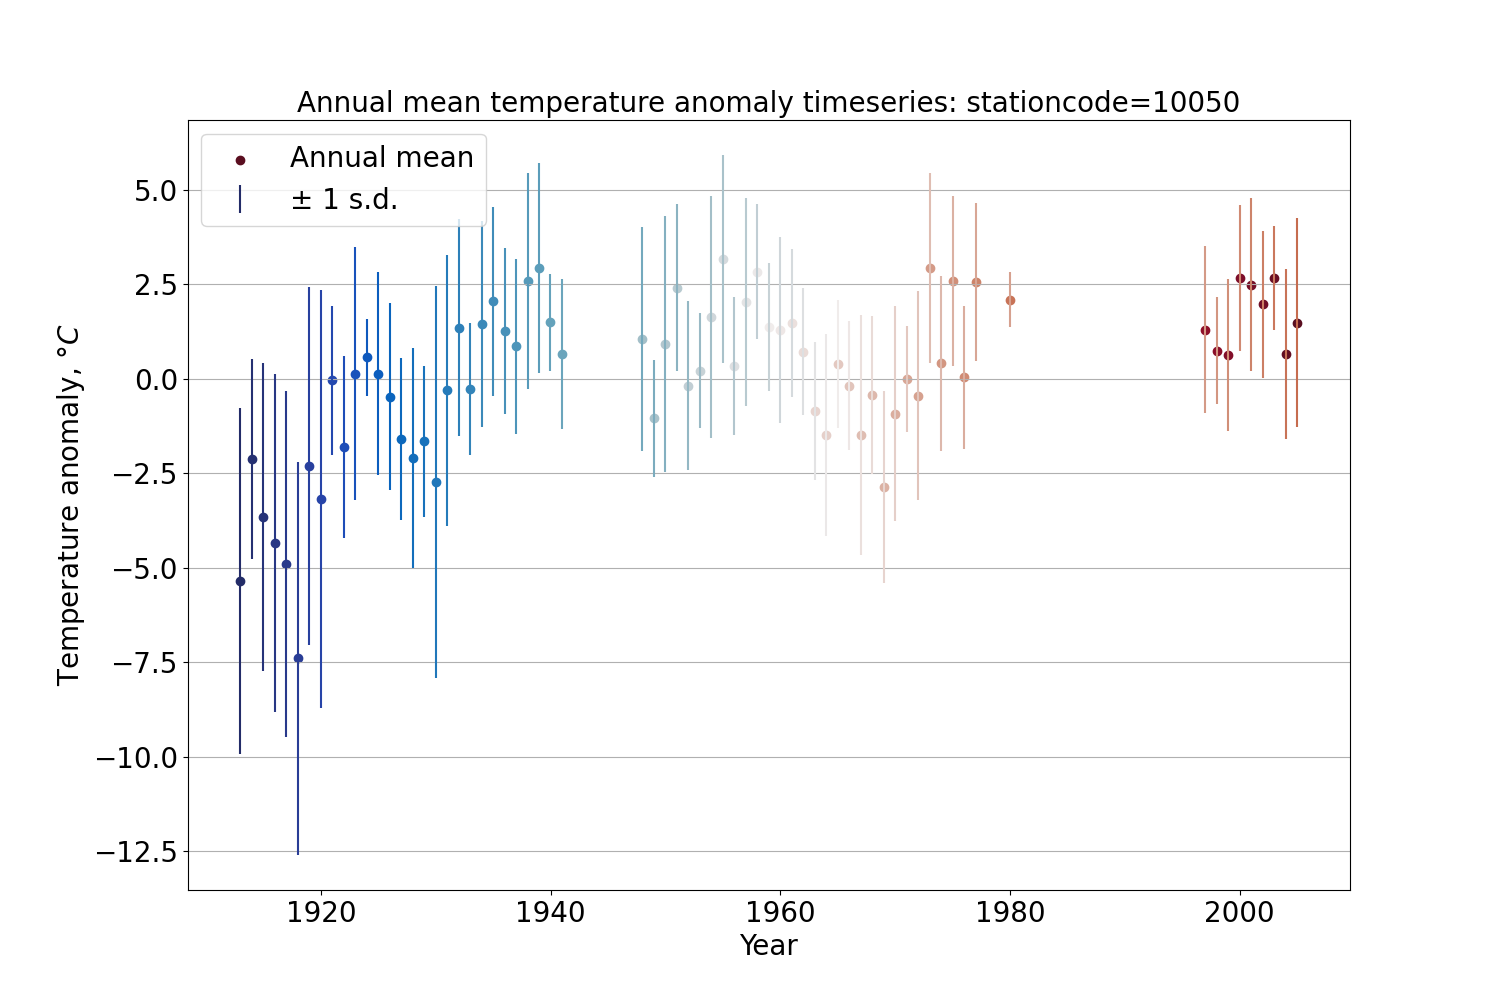 Annual mean temperature anomaly timeseries: stationcode=10050
Annual mean
± 1 s.d.
Temperature anomaly, °C
5.0
2.5
0.0
−2.5
−5.0
−7.5
−10.0
−12.5
1920 1940 1960 1980 2000
Year